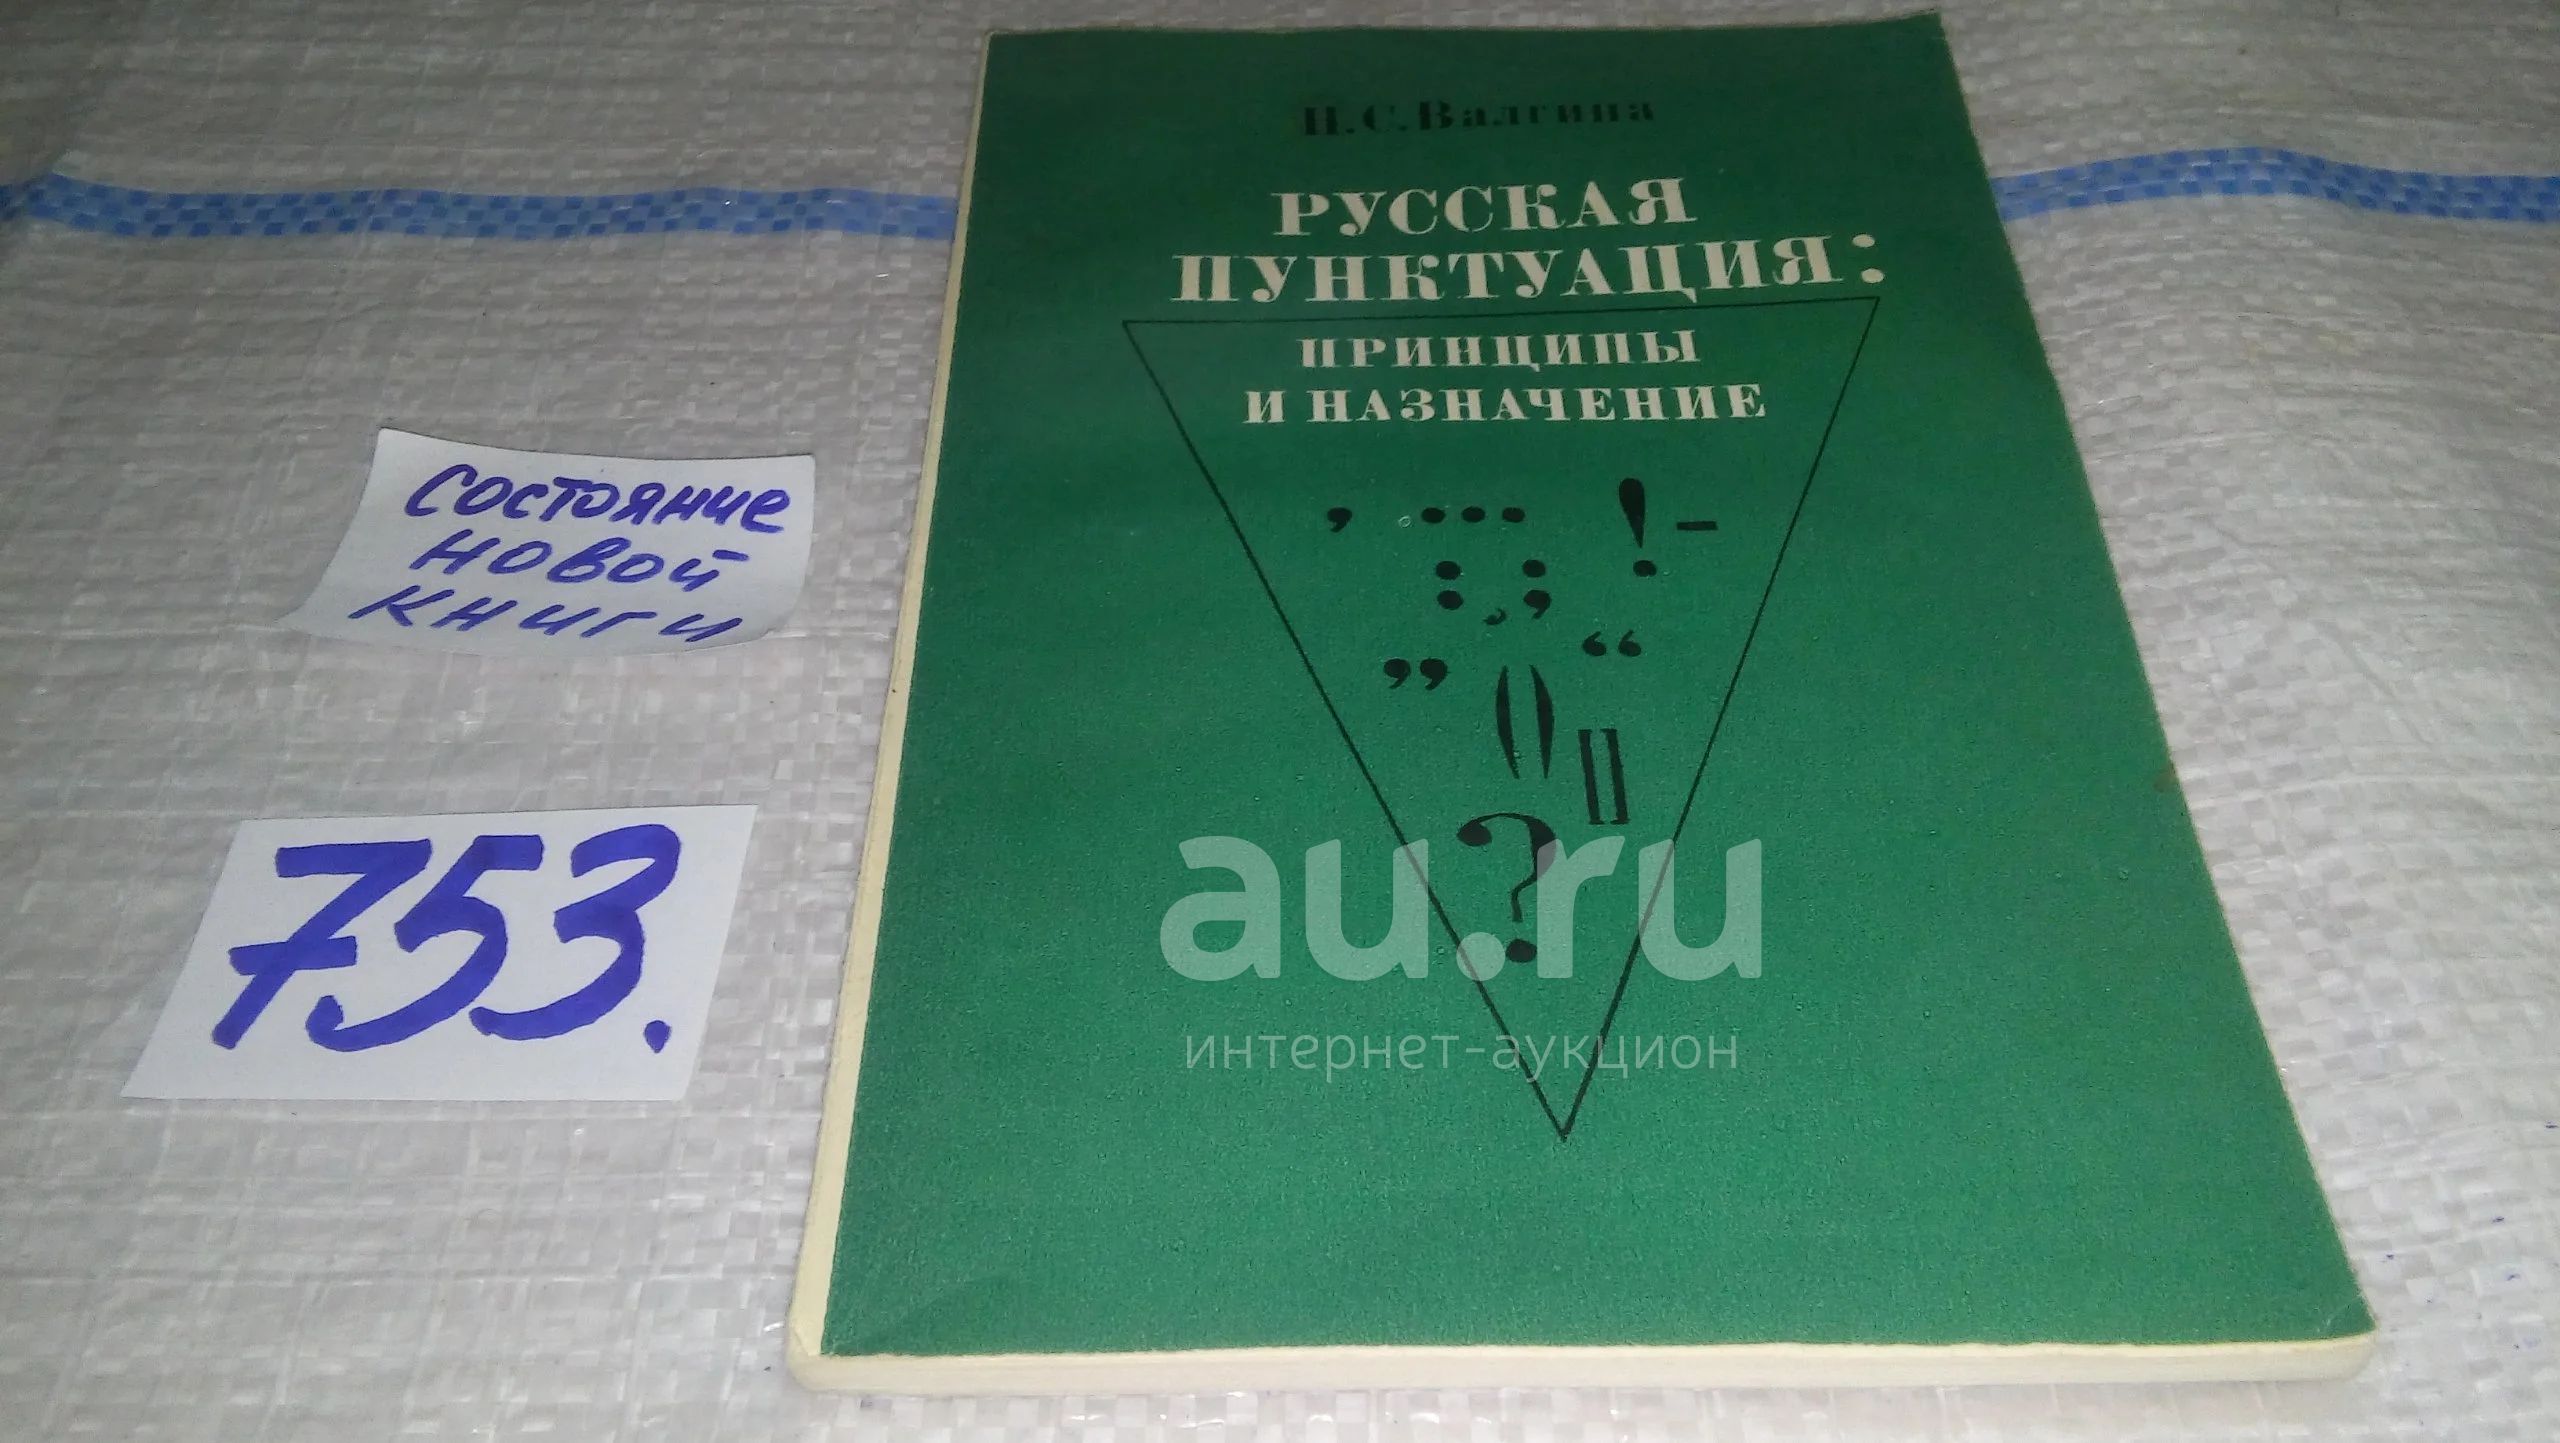 Н.С.Валгина
РУССКАЯ
ПУНКТУАЦИЯ:
ПРИНЦИПЫ
И НАЗНАЧЕНИЕ
, ... ! -
: ; ,
” “
()
[]
?
состояние
новой
книги
753.
au.ru
интернет-аукцион